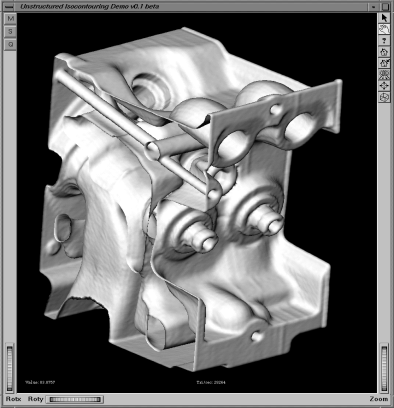 Unstructured Isocontouring Demo v0.1 beta
M
S
Q
?
Rotx Roty Zoom